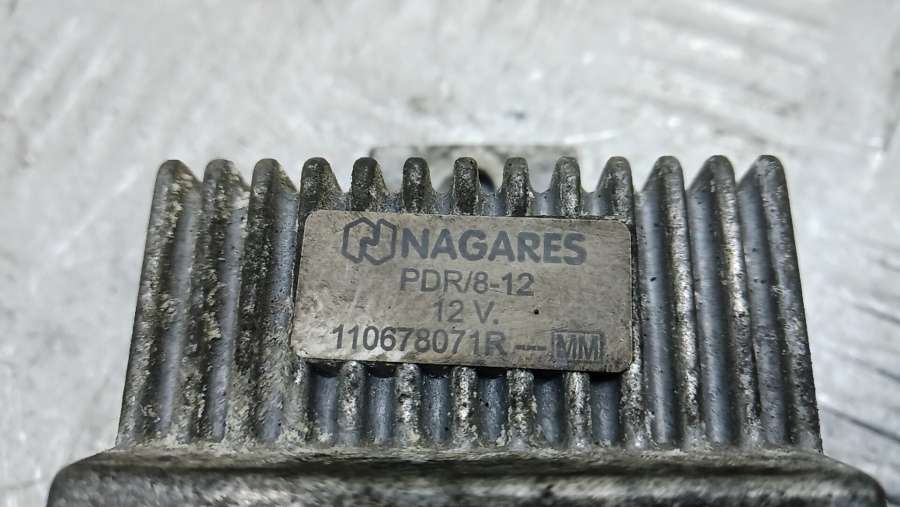 NAGARES
PDR/8-12
12 V.
110678071R — MM